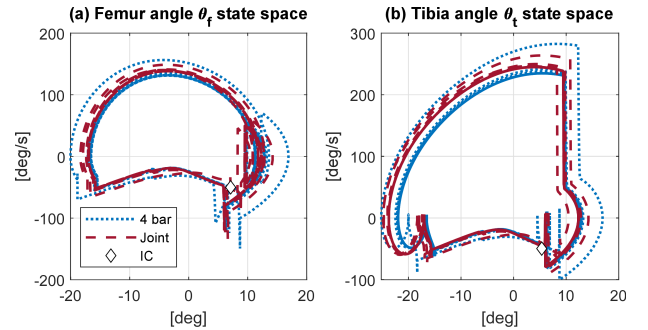 (a) Femur angle θf state space
200
100
0
-100
-200
[deg/s]
4 bar
Joint
IC
-20 -10 0 10 20
[deg]
(b) Tibia angle θt state space
300
200
100
0
-100
[deg/s]
-20 -10 0 10 20
[deg]